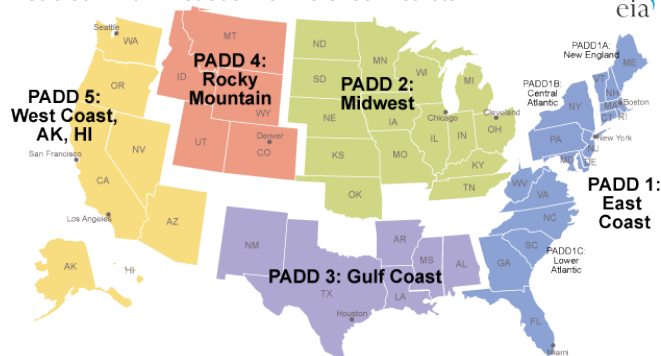 eia
Seattle
WA
MT
ND
MN
PADD 1A:
New England
ME
OR
ID
PADD 4:
Rocky
Mountain
WY
SD
WI
MI
PADD 2:
Midwest
PADD1B:
Central
Atlantic
VT
NH
MA
Boston
CT
RI
NY
PADD 5:
West Coast,
AK, HI
NV
UT
Denver
CO
NE
IA
Chicago
Cleveland
IL
IN
OH
PA
New York
NJ
MD
DE
San Francisco
CA
KS
MO
KY
WV
VA
PADD 1:
East
Coast
Los Angeles
AZ
OK
TN
NC
NM
AR
SC
PADD1C:
Lower
Atlantic
AK
HI
PADD 3: Gulf Coast
TX
LA
MS
AL
GA
Houston
FL
Miami